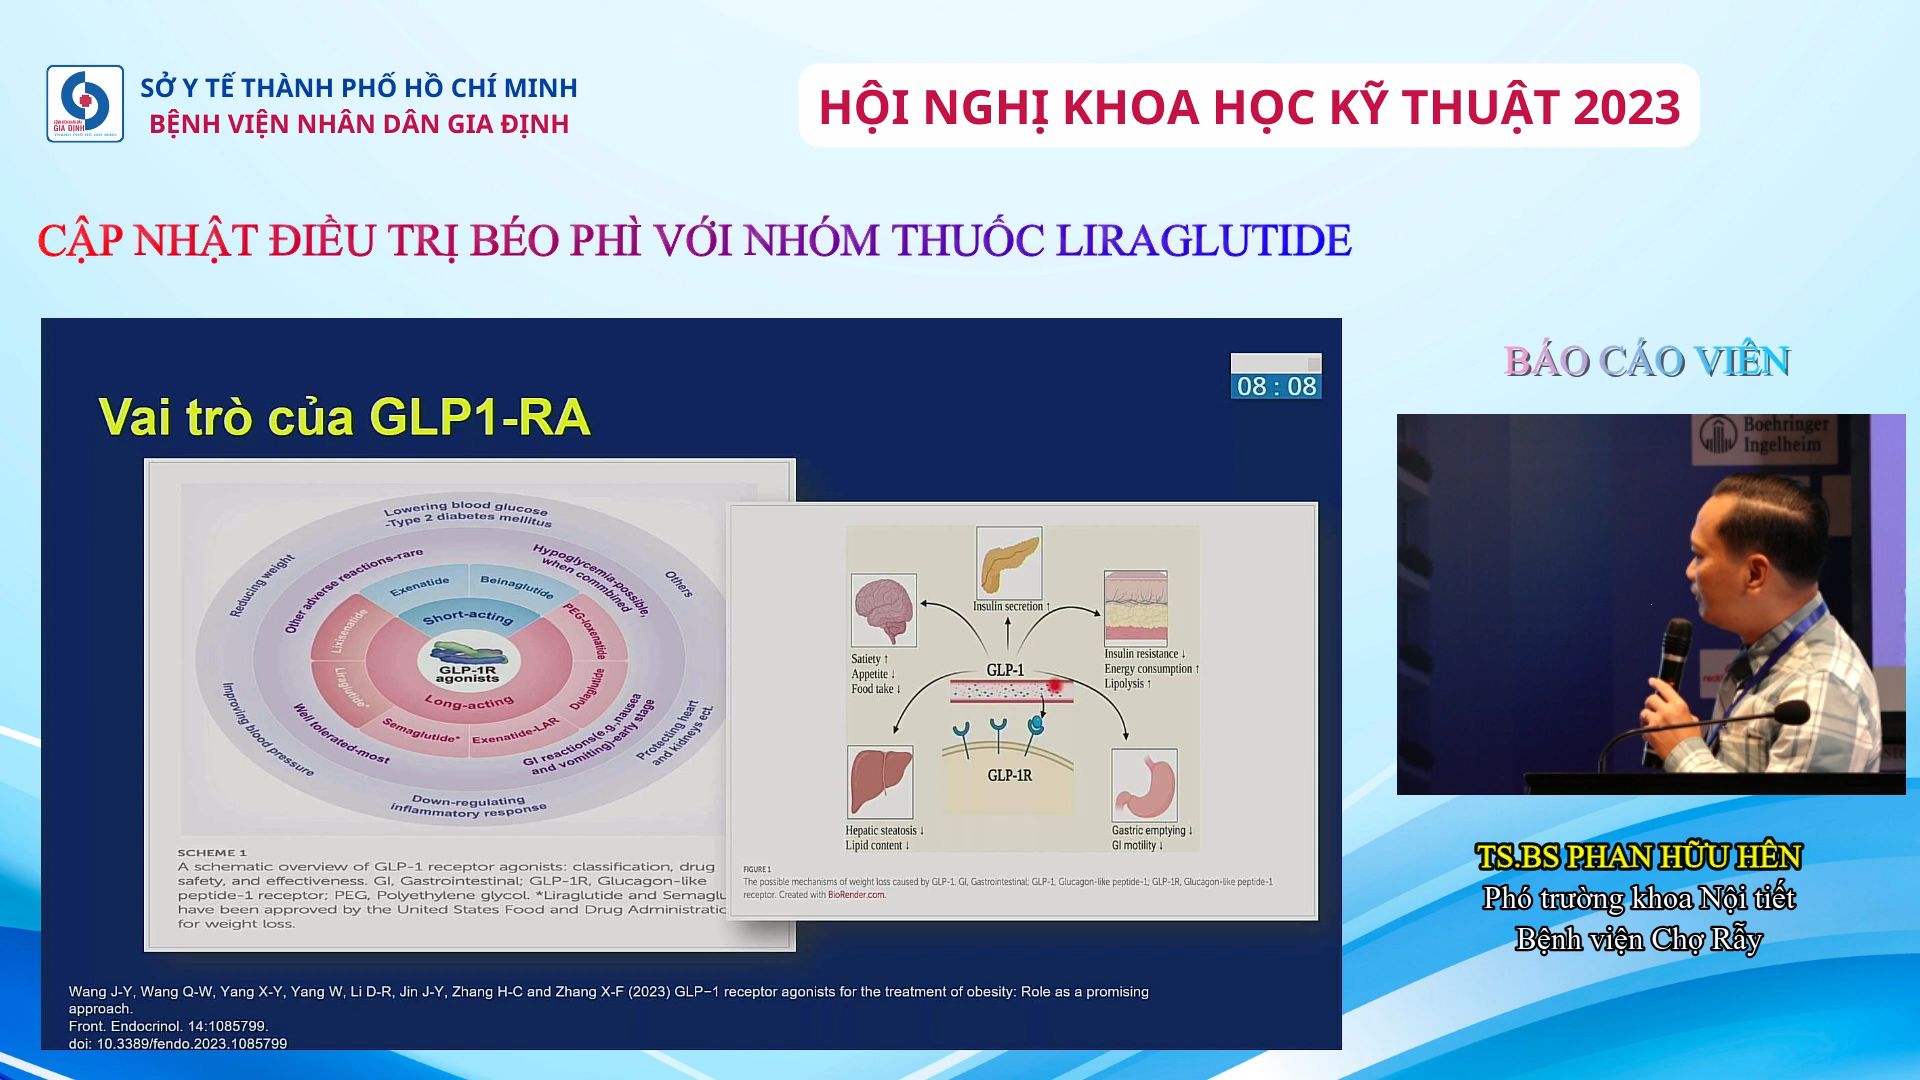 SỞ Y TẾ THÀNH PHỐ HỒ CHÍ MINH
BỆNH VIỆN NHÂN DÂN GIA ĐỊNH
GIA ĐỊNH
HỘI NGHỊ KHOA HỌC KỸ THUẬT 2023
CẬP NHẬT ĐIỀU TRỊ BÉO PHÌ VỚI NHÓM THUỐC LIRAGLUTIDE
08 : 08
Vai trò của GLP1-RA
Lowering blood glucose
-Type 2 diabetes mellitus
Reducing weight
Others
Improving blood pressure
Protecting heart
and kidneys ect.
Down-regulating
inflammatory response
Other adverse reactions-rare
Hypoglycemia-possible,
when commbined
Well tolerated-most
GI reactions(e.g.,nausea
and vomiting)-early stage
Exenatide
Beinaglutide
Short-acting
Lixisenatide
PEG-loxenatide
GLP-1R
agonists
Liraglutide*
Dulaglutide
Long-acting
Semaglutide*
Exenatide-LAR
SCHEME 1
A schematic overview of GLP-1 receptor agonists: classification, drug
safety, and effectiveness. GI, Gastrointestinal; GLP-1R, Glucagon-like
peptide-1 receptor; PEG, Polyethylene glycol. *Liraglutide and Semaglu
have been approved by the United States Food and Drug Administratio
for weight loss.
Insulin secretion ↑
Satiety ↑
Appetite ↓
Food take ↓
Insulin resistance ↓
Energy consumption ↑
Lipolysis ↑
GLP-1
GLP-1R
Hepatic steatosis ↓
Lipid content ↓
Gastric emptying ↓
GI motility ↓
FIGURE 1
The possible mechanisms of weight loss caused by GLP-1. GI, Gastrointestinal; GLP-1, Glucagon-like peptide-1; GLP-1R, Glucagon-like peptide-1
receptor. Created with BioRender.com.
Wang J-Y, Wang Q-W, Yang X-Y, Yang W, Li D-R, Jin J-Y, Zhang H-C and Zhang X-F (2023) GLP−1 receptor agonists for the treatment of obesity: Role as a promising
approach.
Front. Endocrinol. 14:1085799.
doi: 10.3389/fendo.2023.1085799
BÁO CÁO VIÊN
Boehringer
Ingelheim
TS.BS PHAN HỮU HÊN
Phó trường khoa Nội tiết
Bệnh viện Chợ Rẫy